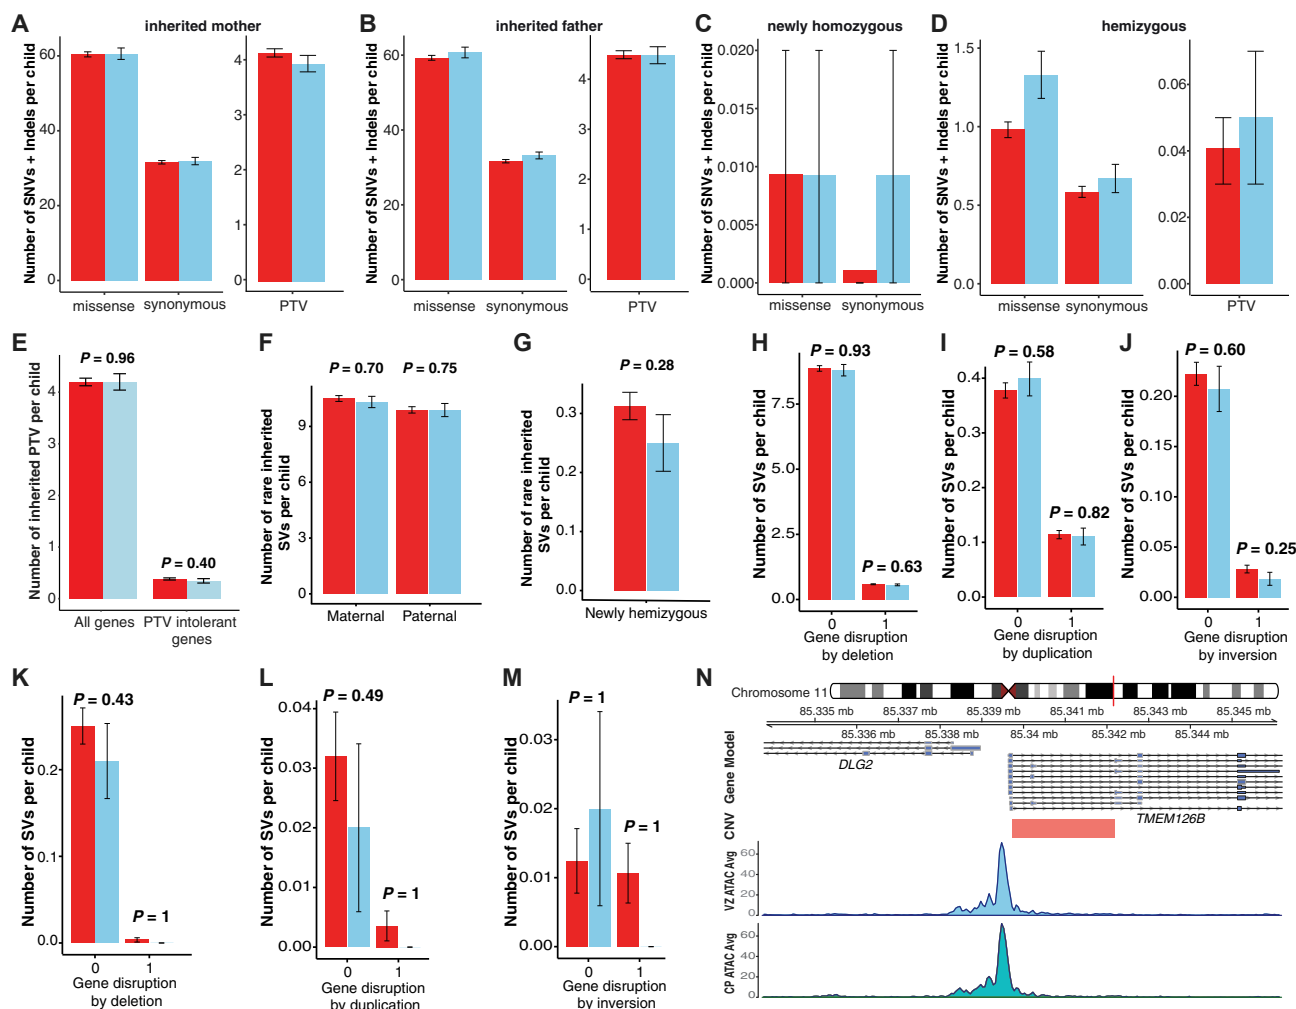 A
inherited mother
Number of SNVs + Indels per child
60
40
20
0
missense
synonymous
4
3
2
1
0
PTV
B
inherited father
Number of SNVs + Indels per child
60
40
20
0
missense
synonymous
4
3
2
1
0
PTV
C
newly homozygous
Number of SNVs + Indels per child
0.020
0.015
0.010
0.005
0.000
missense
synonymous
D
hemizygous
Number of SNVs + Indels per child
1.5
1.0
0.5
0.0
missense
synonymous
0.06
0.04
0.02
0.00
PTV
E
Number of inherited PTV per child
4
3
2
1
0
P = 0.96
P = 0.40
All genes
PTV intolerant
genes
F
Number of rare inherited
SVs per child
9
6
3
0
P = 0.70
P = 0.75
Maternal
Paternal
G
Number of rare inherited
SVs per child
0.3
0.2
0.1
0.0
P = 0.28
Newly hemizygous
H
Number of SVs per child
7.5
5.0
2.5
0.0
P = 0.93
P = 0.63
0
1
Gene disruption
by deletion
I
Number of SVs per child
0.4
0.3
0.2
0.1
0.0
P = 0.58
P = 0.82
0
1
Gene disruption
by duplication
J
Number of SVs per child
0.20
0.15
0.10
0.05
0.00
P = 0.60
P = 0.25
0
1
Gene disruption
by inversion
K
Number of SVs per child
0.2
0.1
0.0
P = 0.43
P = 1
0
1
Gene disruption
by deletion
L
Number of SVs per child
0.04
0.03
0.02
0.01
0.00
P = 0.49
P = 1
0
1
Gene disruption
by duplication
M
Number of SVs per child
0.03
0.02
0.01
0.00
P = 1
P = 1
0
1
Gene disruption
by inversion
N
Chromosome 11
85.335 mb
85.337 mb
85.339 mb
85.341 mb
85.343 mb
85.345 mb
85.336 mb
85.338 mb
85.34 mb
85.342 mb
85.344 mb
Gene Model
DLG2
TMEM126B
CNV
VZ ATAC Avg
60
40
20
0
CP ATAC Avg
60
40
20
0